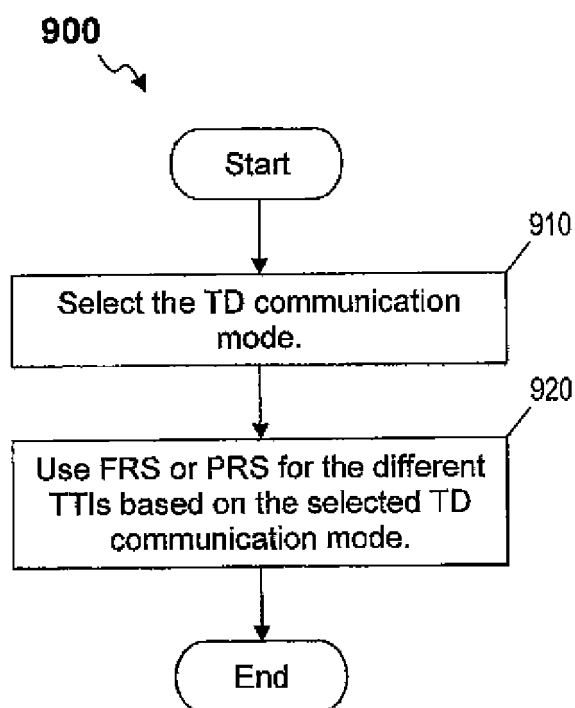 900
Start
910
Select the TD communication
mode.
920
Use FRS or PRS for the different
TTIs based on the selected TD
communication mode.
End